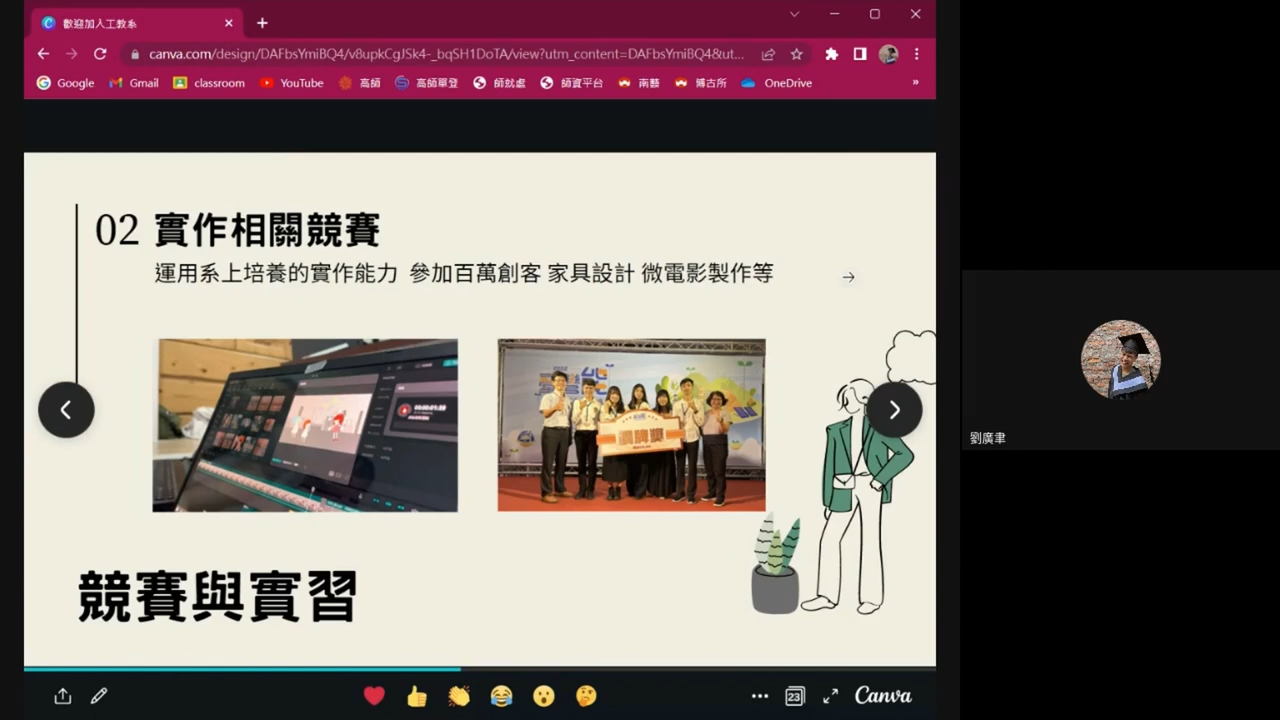 歡迎加入工教系
canva.com/design/DAFbsYmiBQ4/v8upkCgJSk4-_bqSH1DoTA/view?utm_content=DAFbsYmiBQ4&ut...
Google Gmail classroom YouTube 高師 高師單登 師就處 師資平台 南藝 博古所 OneDrive »
02 實作相關競賽
運用系上培養的實作能力 參加百萬創客 家具設計 微電影製作等
銅牌獎
競賽與實習
劉廣聿
23
Canva